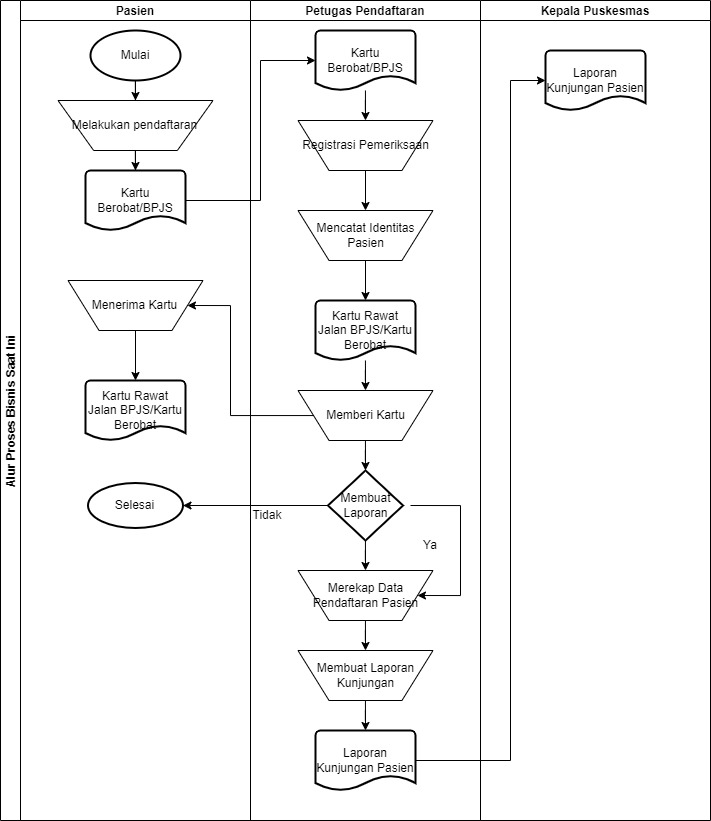 Pasien
Petugas Pendaftaran
Kepala Puskesmas
Alur Proses Bisnis Saat Ini
Mulai
Melakukan pendaftaran
Kartu
Berobat/BPJS
Kartu
Berobat/BPJS
Registrasi Pemeriksaan
Mencatat Identitas
Pasien
Kartu Rawat
Jalan BPJS/Kartu
Berobat
Memberi Kartu
Menerima Kartu
Kartu Rawat
Jalan BPJS/Kartu
Berobat
Membuat
Laporan
Tidak
Selesai
Ya
Merekap Data
Pendaftaran Pasien
Membuat Laporan
Kunjungan
Laporan
Kunjungan Pasien
Laporan
Kunjungan Pasien